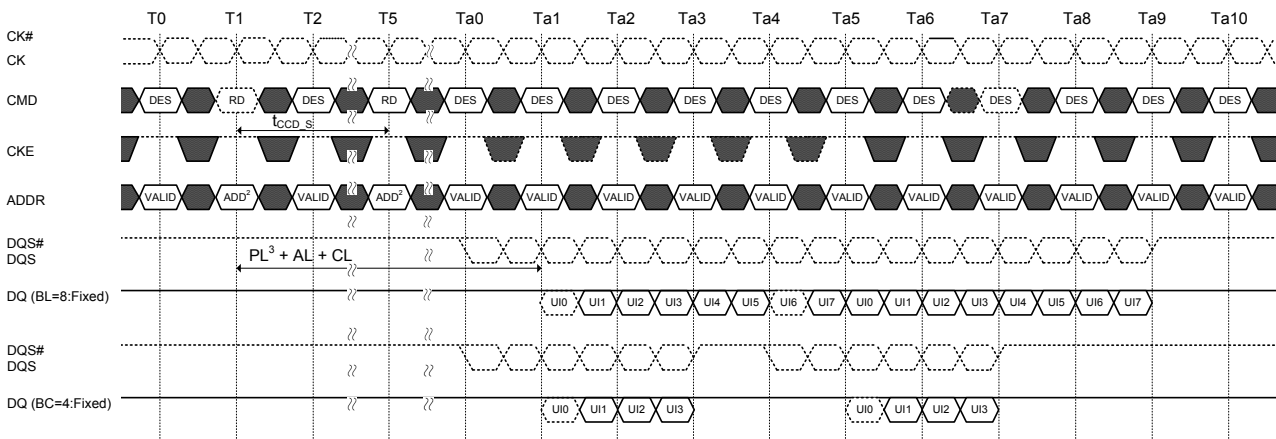 T0 T1 T2 T5 Ta0 Ta1 Ta2 Ta3 Ta4 Ta5 Ta6 Ta7 Ta8 Ta9 Ta10
CK#
CK
CMD DES RD DES RD DES DES DES DES DES DES DES DES DES DES DES
tCCD_S
CKE
ADDR VALID ADD² VALID ADD² VALID VALID VALID VALID VALID VALID VALID VALID VALID VALID VALID
DQS#
DQS
PL³ + AL + CL
DQ (BL=8:Fixed) UI0 UI1 UI2 UI3 UI4 UI5 UI6 UI7 UI0 UI1 UI2 UI3 UI4 UI5 UI6 UI7
DQS#
DQS
DQ (BC=4:Fixed) UI0 UI1 UI2 UI3 UI0 UI1 UI2 UI3